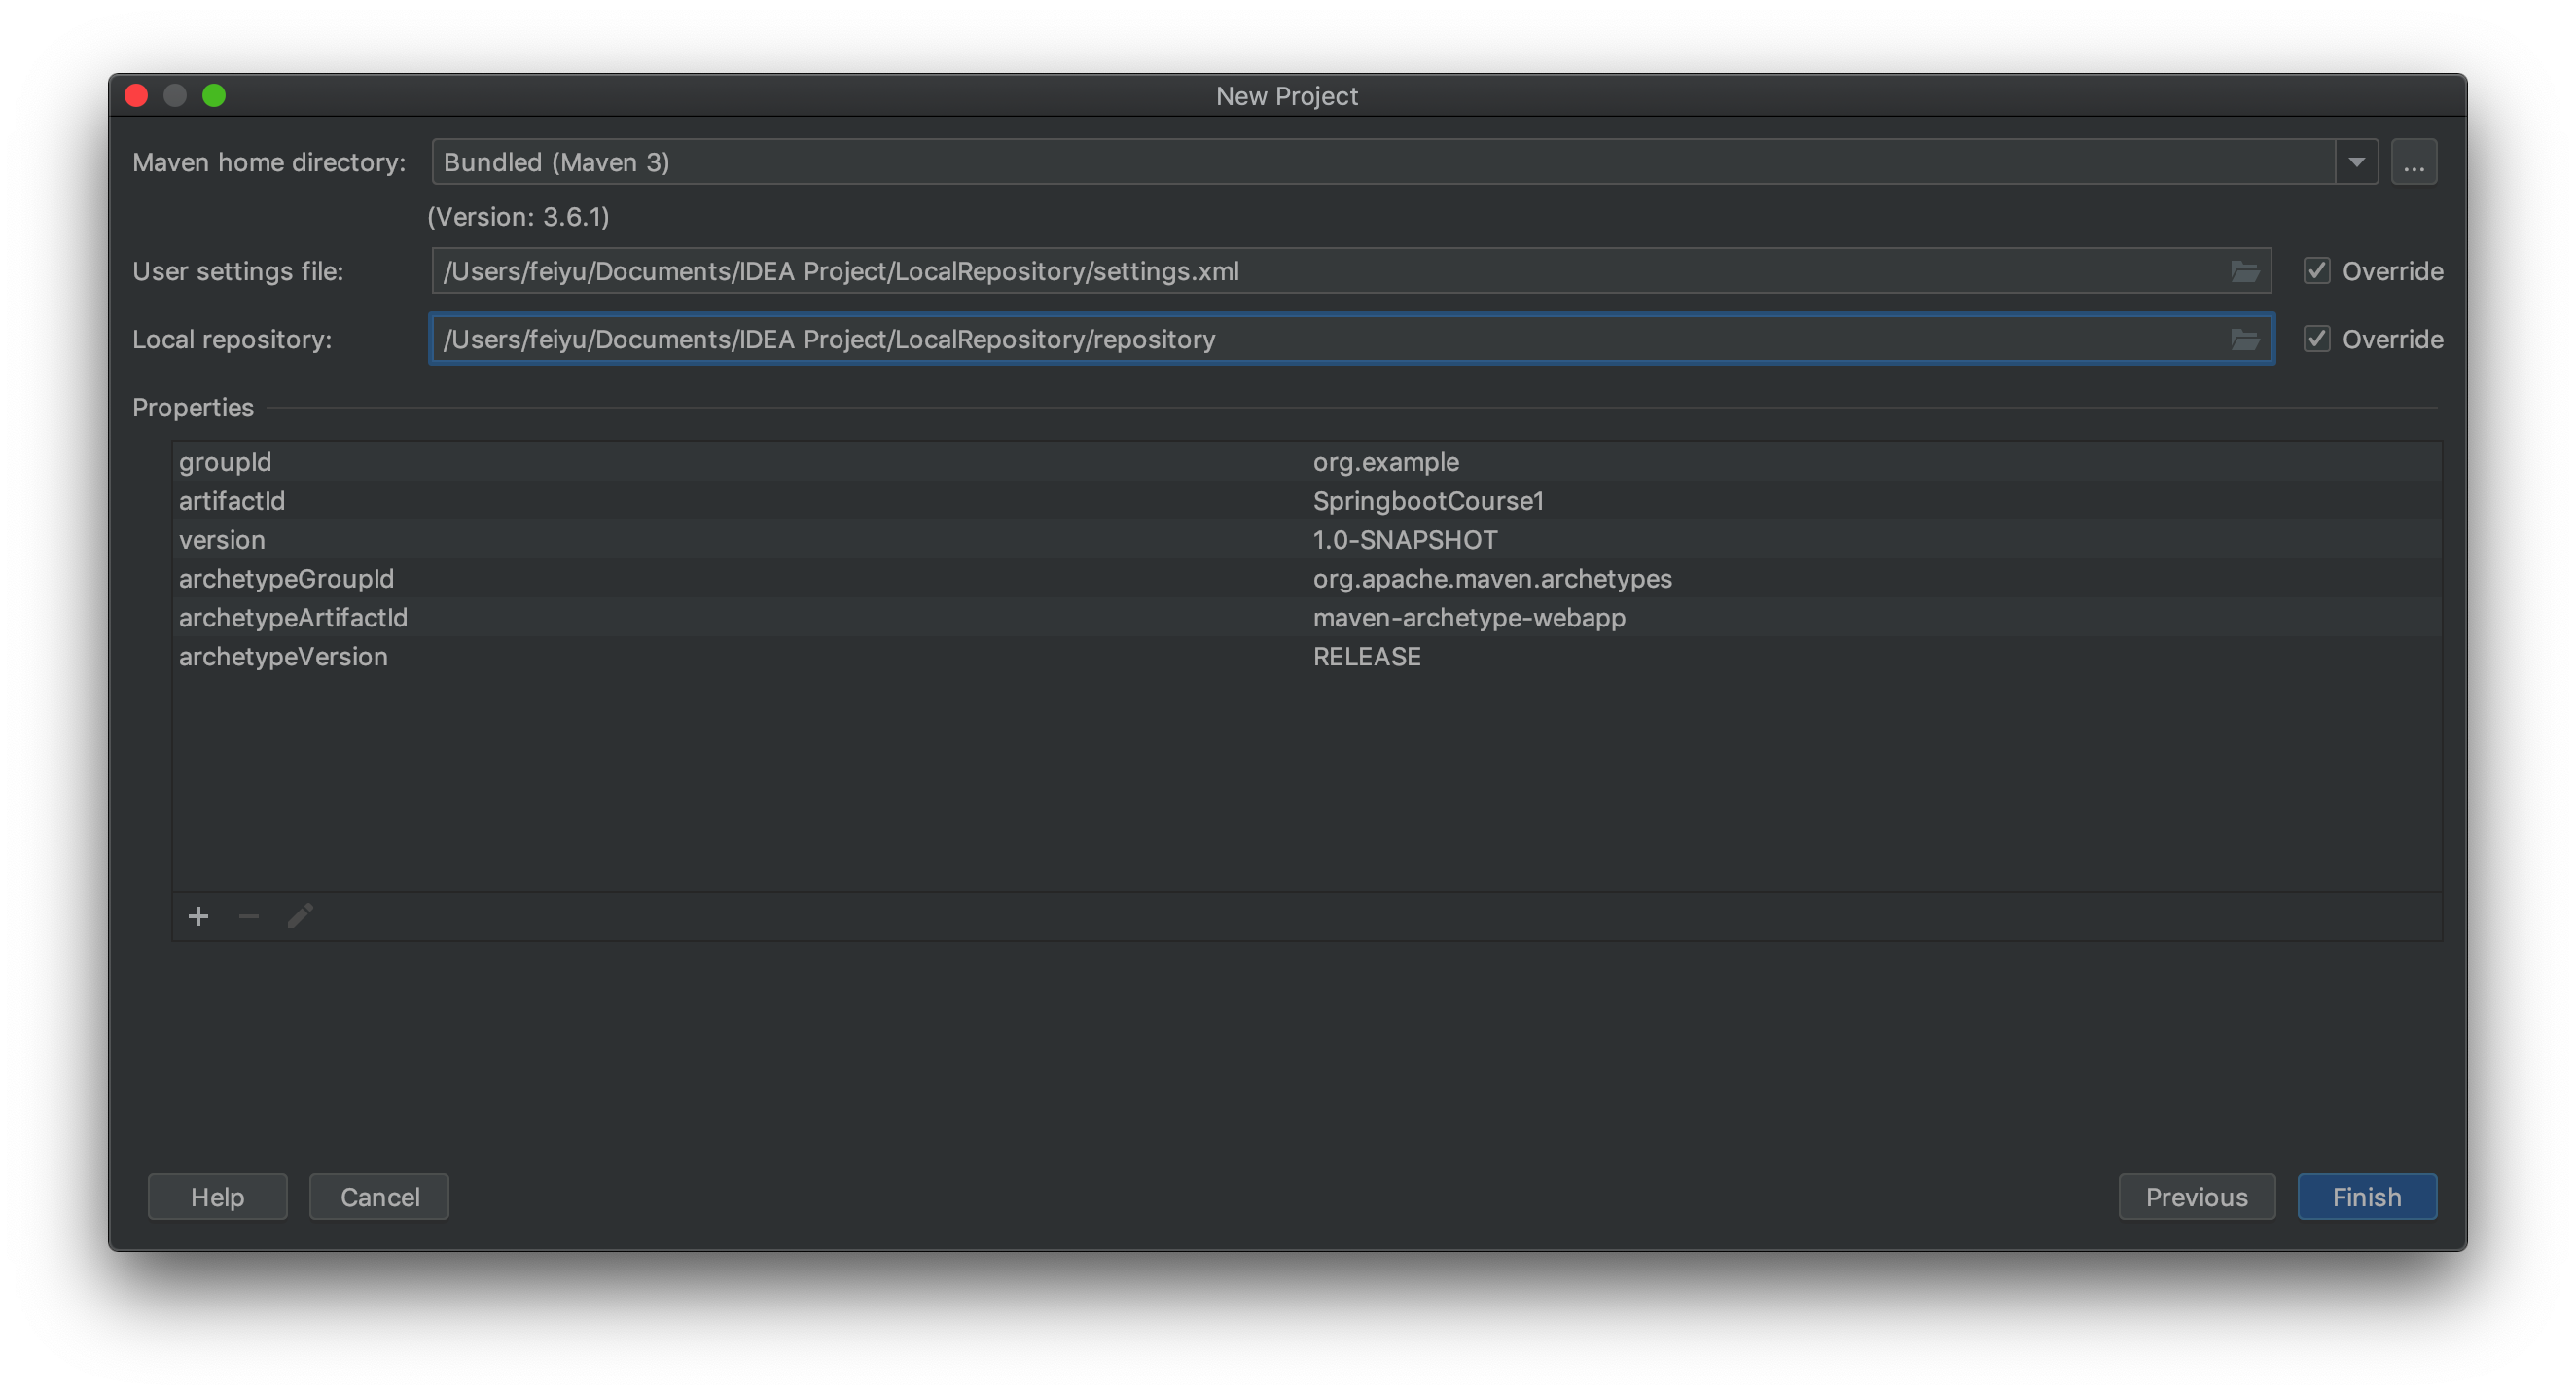 New Project
Maven home directory: Bundled (Maven 3) ...
(Version: 3.6.1)
User settings file: /Users/feiyu/Documents/IDEA Project/LocalRepository/settings.xml Override
Local repository: /Users/feiyu/Documents/IDEA Project/LocalRepository/repository Override
Properties
groupId org.example
artifactId SpringbootCourse1
version 1.0-SNAPSHOT
archetypeGroupId org.apache.maven.archetypes
archetypeArtifactId maven-archetype-webapp
archetypeVersion RELEASE
Help Cancel Previous Finish